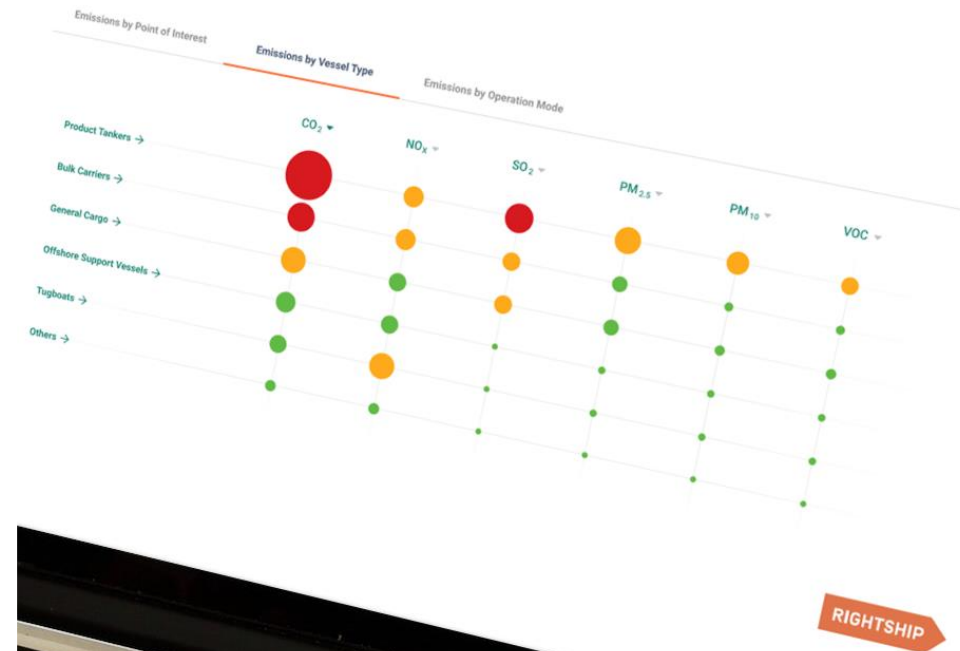 Emissions by Point of Interest
Emissions by Vessel Type
Emissions by Operation Mode
CO₂
NOₓ
SO₂
PM₂.₅
PM₁₀
VOC
Product Tankers →
Bulk Carriers →
General Cargo →
Offshore Support Vessels →
Tugboats →
Others →
RIGHTSHIP